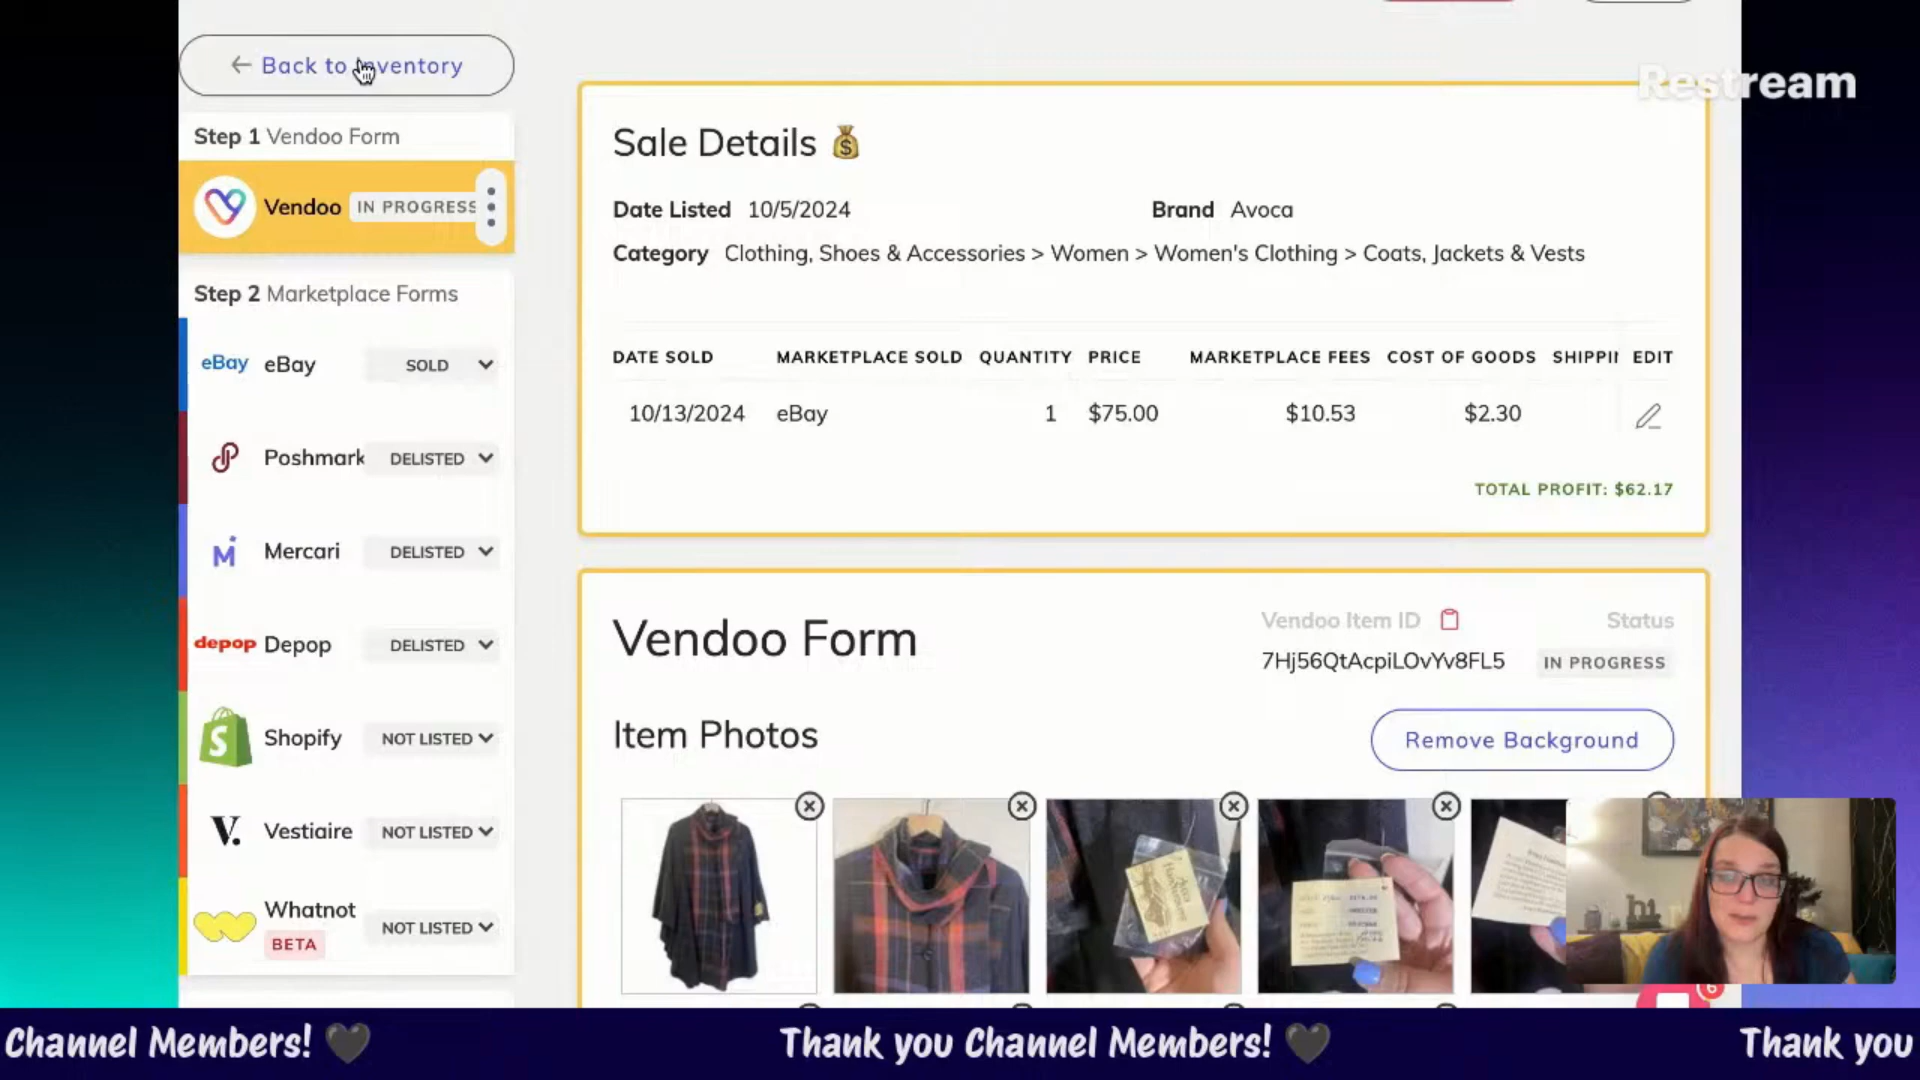 Back to Inventory
Restream
Step 1 Vendoo Form
Vendoo IN PROGRESS
Step 2 Marketplace Forms
eBay eBay SOLD
Poshmark DELISTED
Mercari DELISTED
depop Depop DELISTED
Shopify NOT LISTED
Vestiaire NOT LISTED
Whatnot NOT LISTED
BETA
Sale Details
Date Listed 10/5/2024 Brand Avoca
Category Clothing, Shoes & Accessories > Women > Women's Clothing > Coats, Jackets & Vests
DATE SOLD MARKETPLACE SOLD QUANTITY PRICE MARKETPLACE FEES COST OF GOODS SHIPPI EDIT
10/13/2024 eBay 1 $75.00 $10.53 $2.30
TOTAL PROFIT: $62.17
Vendoo Form
Vendoo Item ID Status
7Hj56QtAcpiLOvYv8FL5 IN PROGRESS
Item Photos Remove Background
Channel Members! Thank you Channel Members! Thank you